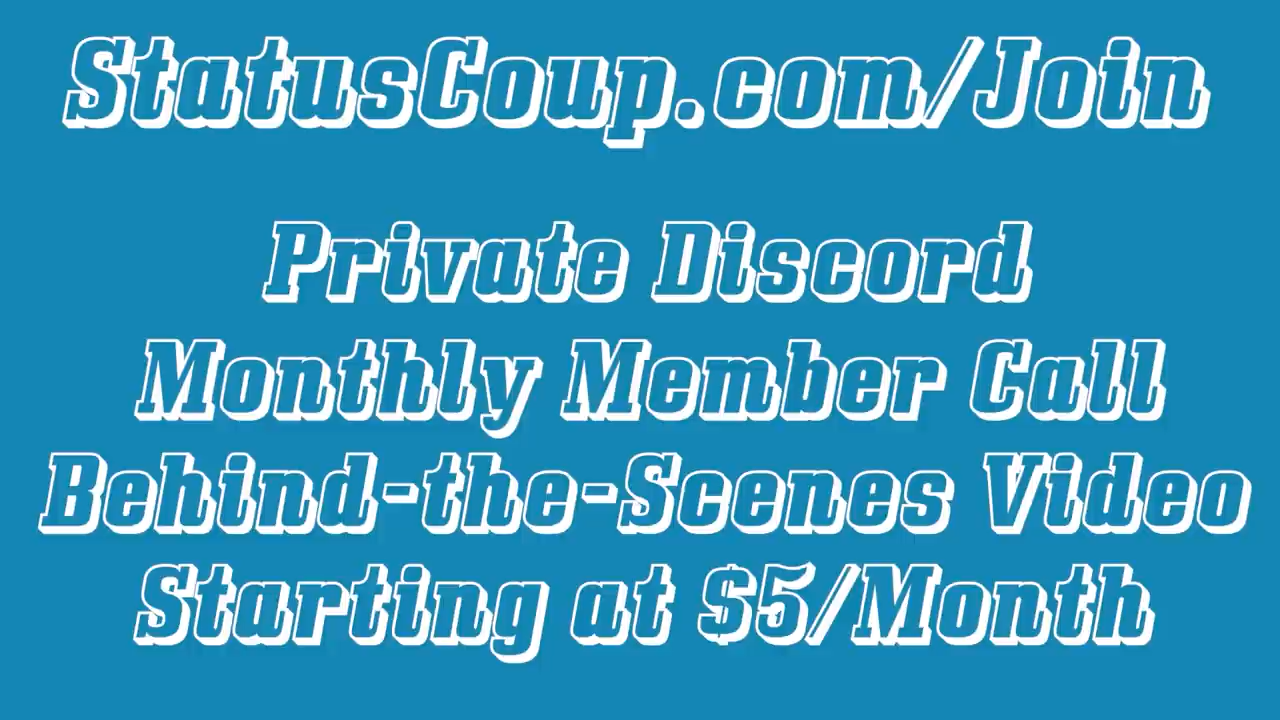 StatusCoup.com/Join
Private Discord
Monthly Member Call
Behind-the-Scenes Video
Starting at $5/Month